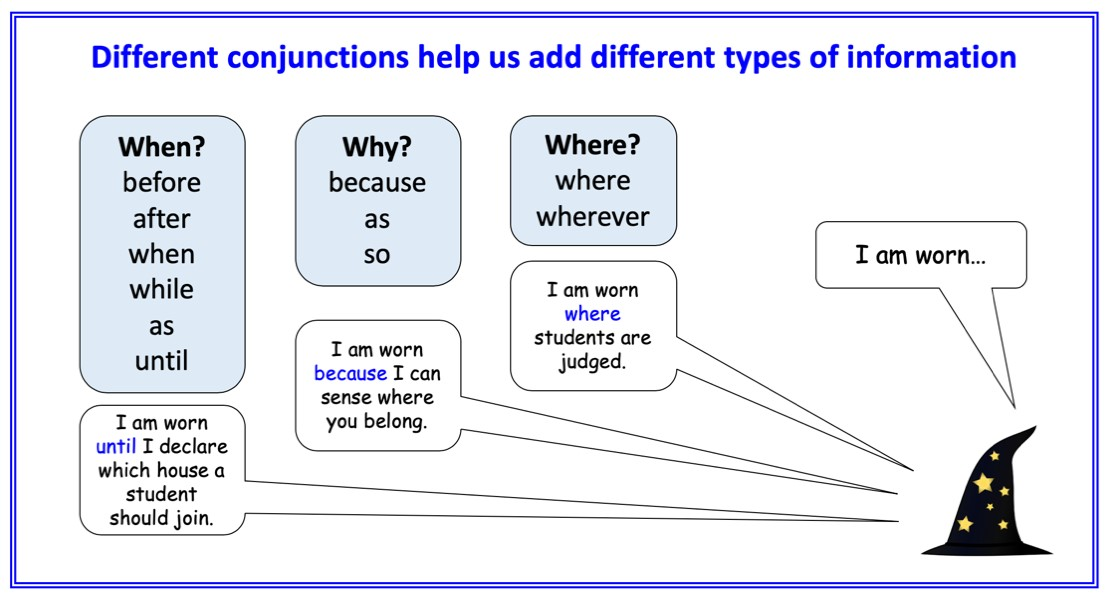 Different conjunctions help us add different types of information
When?
before
after
when
while
as
until
Why?
because
as
so
Where?
where
wherever
I am worn…
I am worn
where
students are
judged.
I am worn
because I can
sense where
you belong.
I am worn
until I declare
which house a
student
should join.